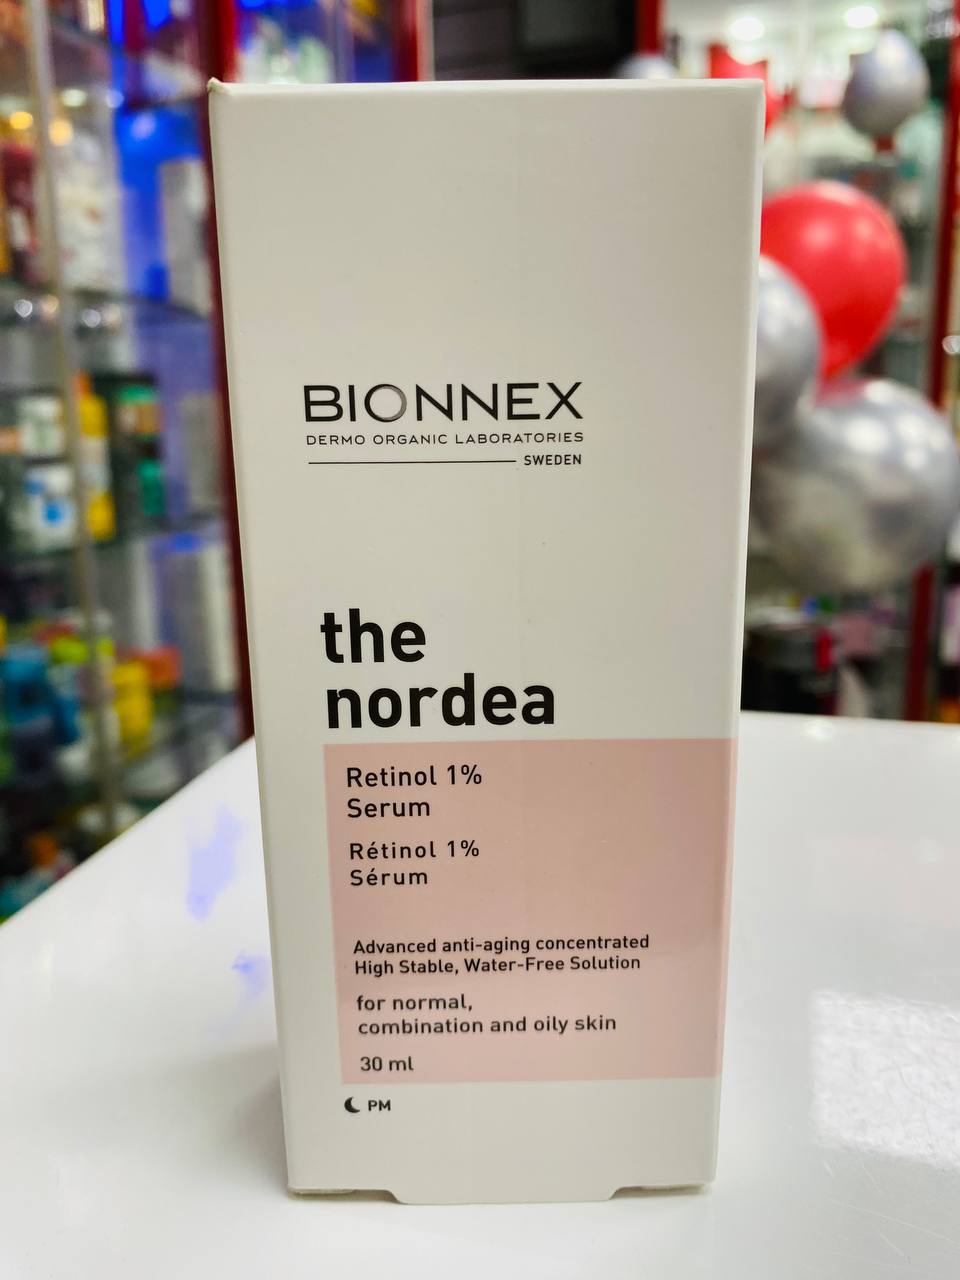 BIONNEX
DERMO ORGANIC LABORATORIES
SWEDEN
the
nordea
Retinol 1%
Serum
Rétinol 1%
Sérum
Advanced anti-aging concentrated
High Stable, Water-Free Solution
for normal,
combination and oily skin
30 ml
PM